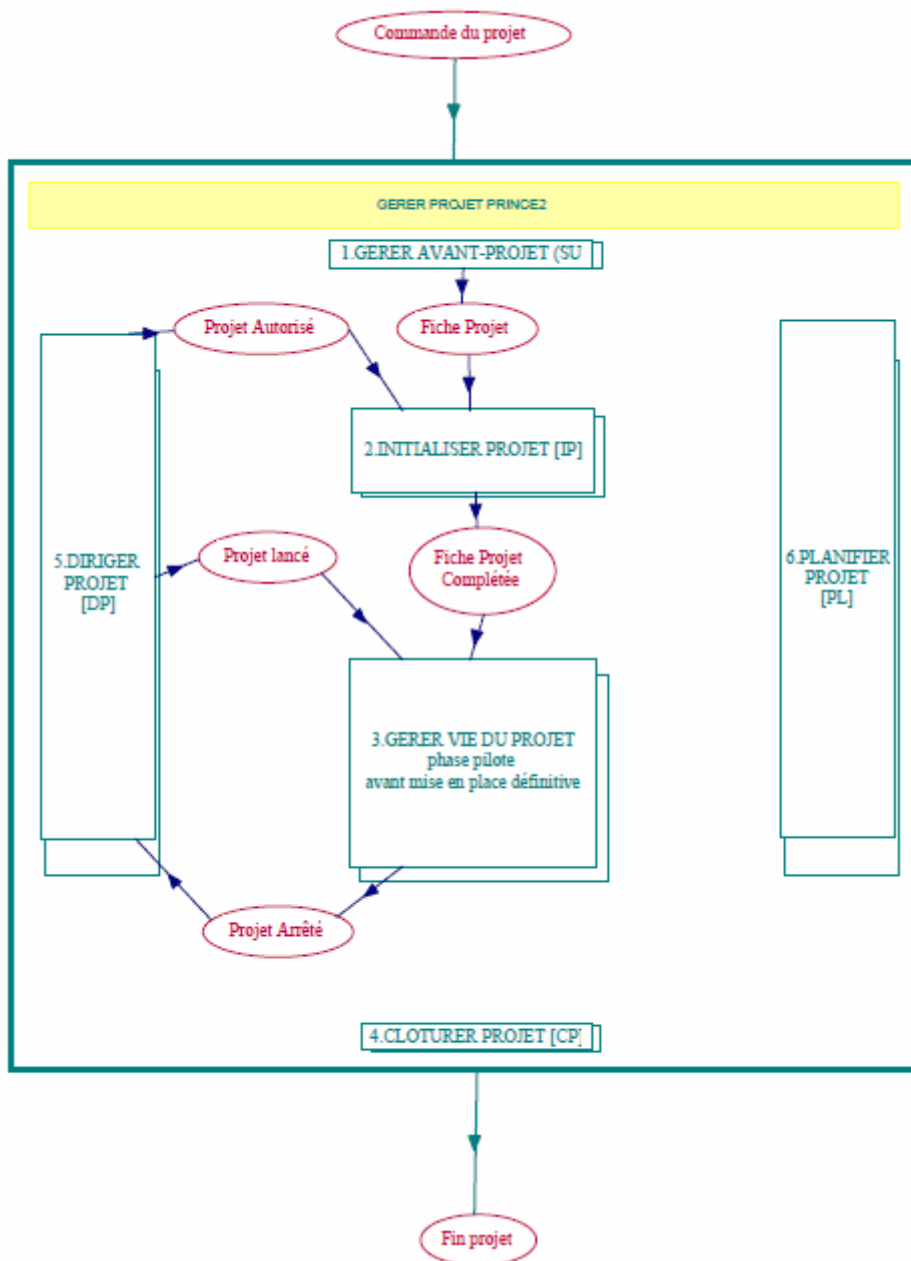 Commande du projet
GERER PROJET PRINCE2
1.GERER AVANT-PROJET (SU
Projet Autorisé
Fiche Projet
2.INITIALISER PROJET [IP]
5.DIRIGER
PROJET
[DP]
Projet lancé
Fiche Projet
Complétée
6.PLANIFIER
PROJET
[PL]
3.GERER VIE DU PROJET
phase pilote
avant mise en place définitive
Projet Arrêté
4.CLOTURER PROJET [CP]
Fin projet